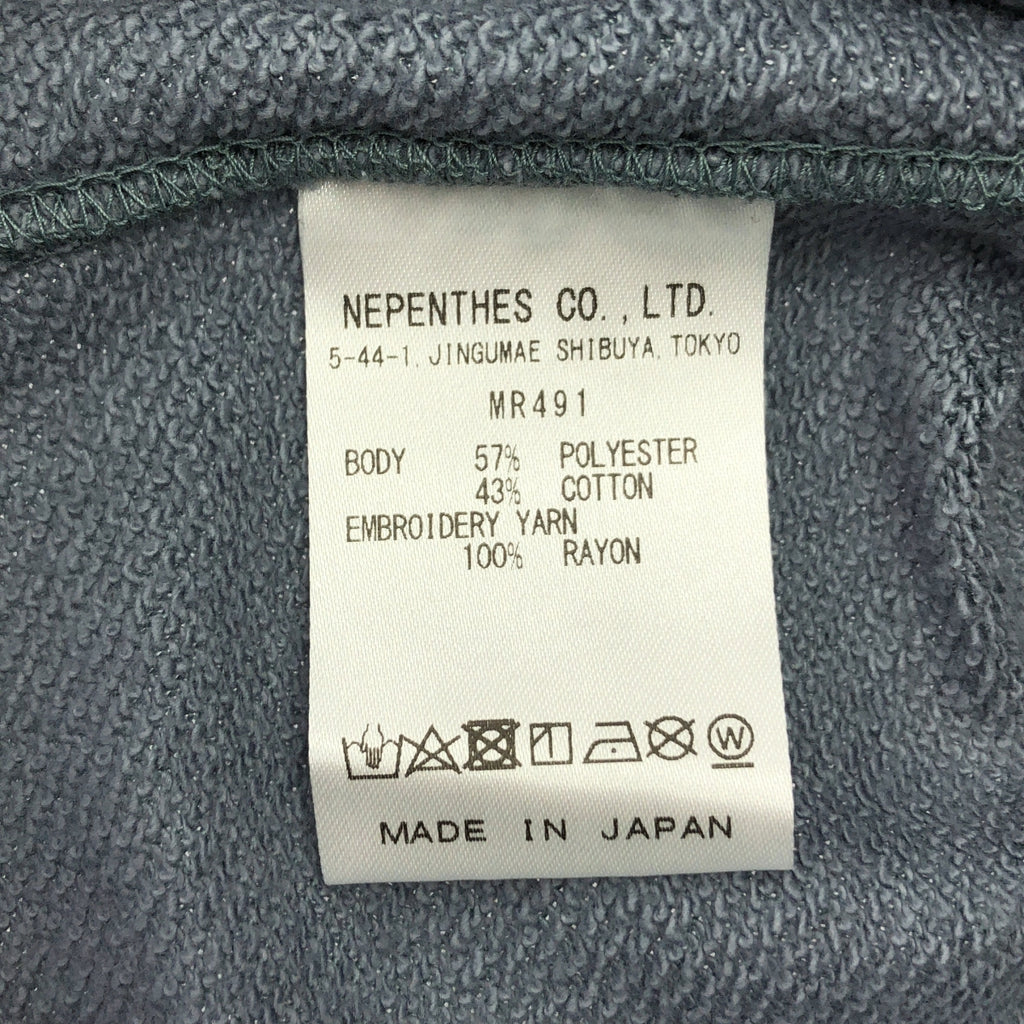 NEPENTHES CO., LTD.
5-44-1, JINGUMAE SHIBUYA, TOKYO
MR491
BODY 57% POLYESTER
43% COTTON
EMBROIDERY YARN
100% RAYON
W
MADE IN JAPAN